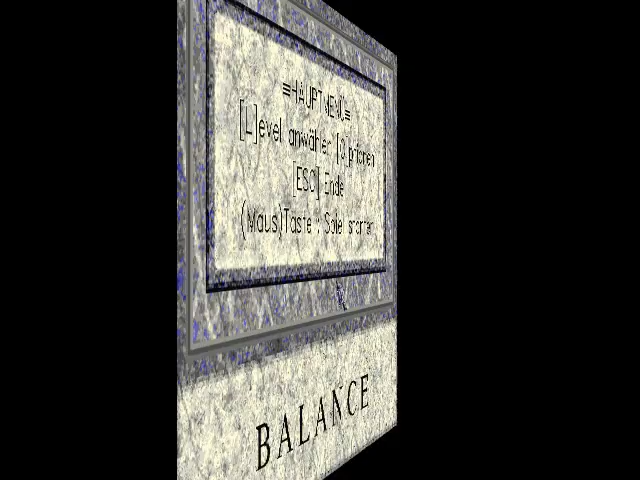 ≡HAUPTMENÜ≡
[L]evel anwählen [O]ptionen
[ESC] Ende
(Maus)Taste : Spiel starten
BALANCE